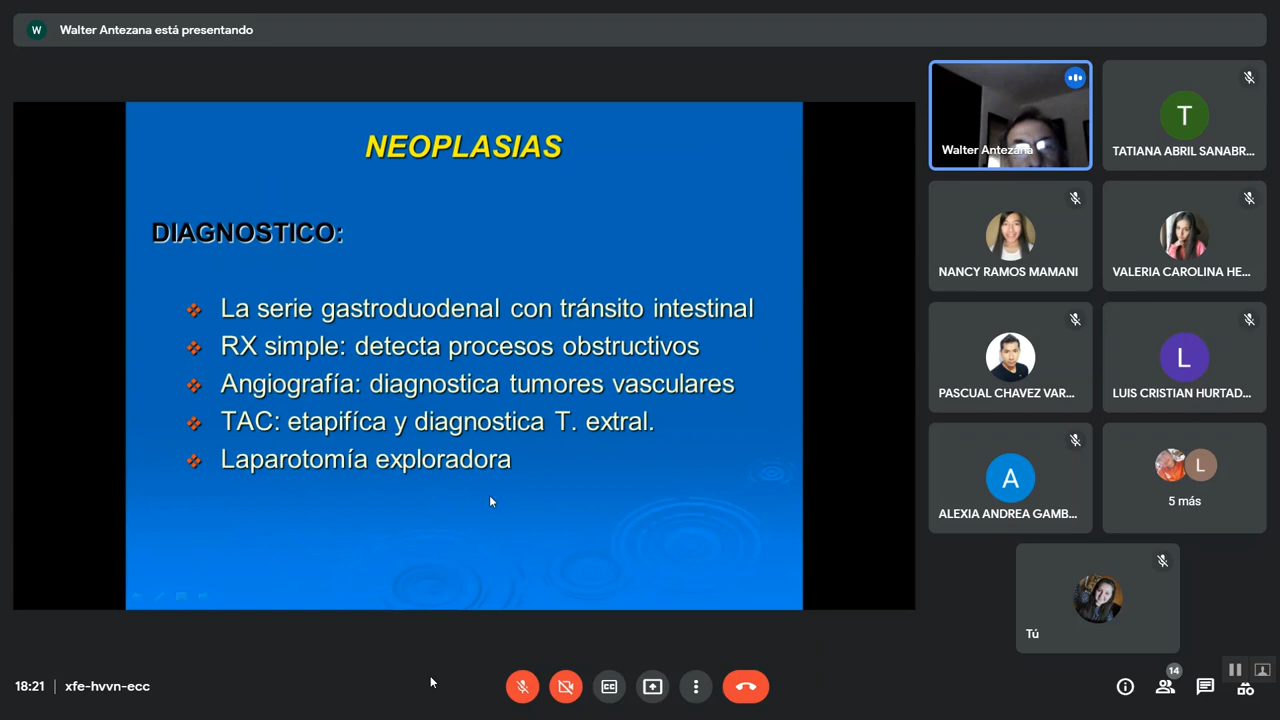 W Walter Antezana está presentando
NEOPLASIAS
DIAGNOSTICO:
La serie gastroduodenal con tránsito intestinal
RX simple: detecta procesos obstructivos
Angiografía: diagnostica tumores vasculares
TAC: etapifíca y diagnostica T. extral.
Laparotomía exploradora
Walter Antezana
T
TATIANA ABRIL SANABR...
NANCY RAMOS MAMANI
VALERIA CAROLINA HE...
PASCUAL CHAVEZ VAR...
L
LUIS CRISTIAN HURTAD...
A
ALEXIA ANDREA GAMB...
L
5 más
Tú
18:21 | xfe-hvvn-ecc
CC
14